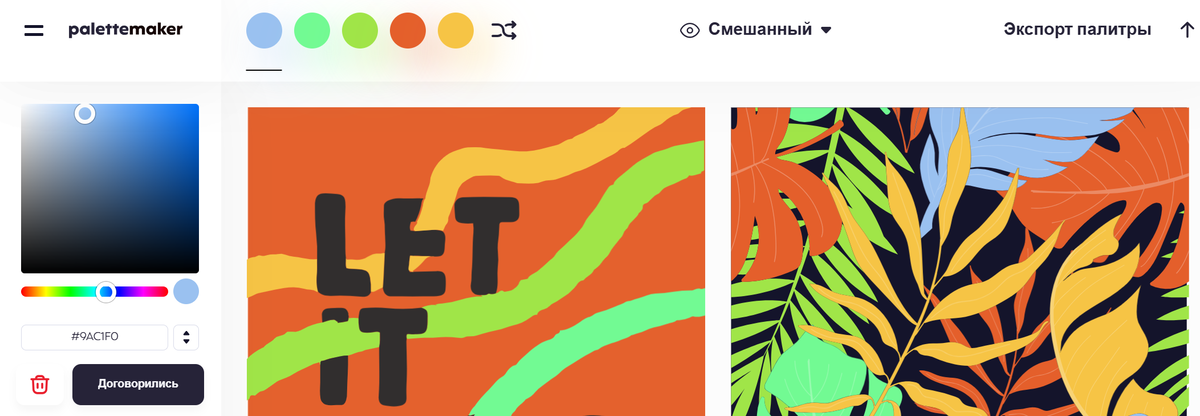 palettemaker
Смешанный
Экспорт палитры
#9AC1F0
Договорились
LET
IT